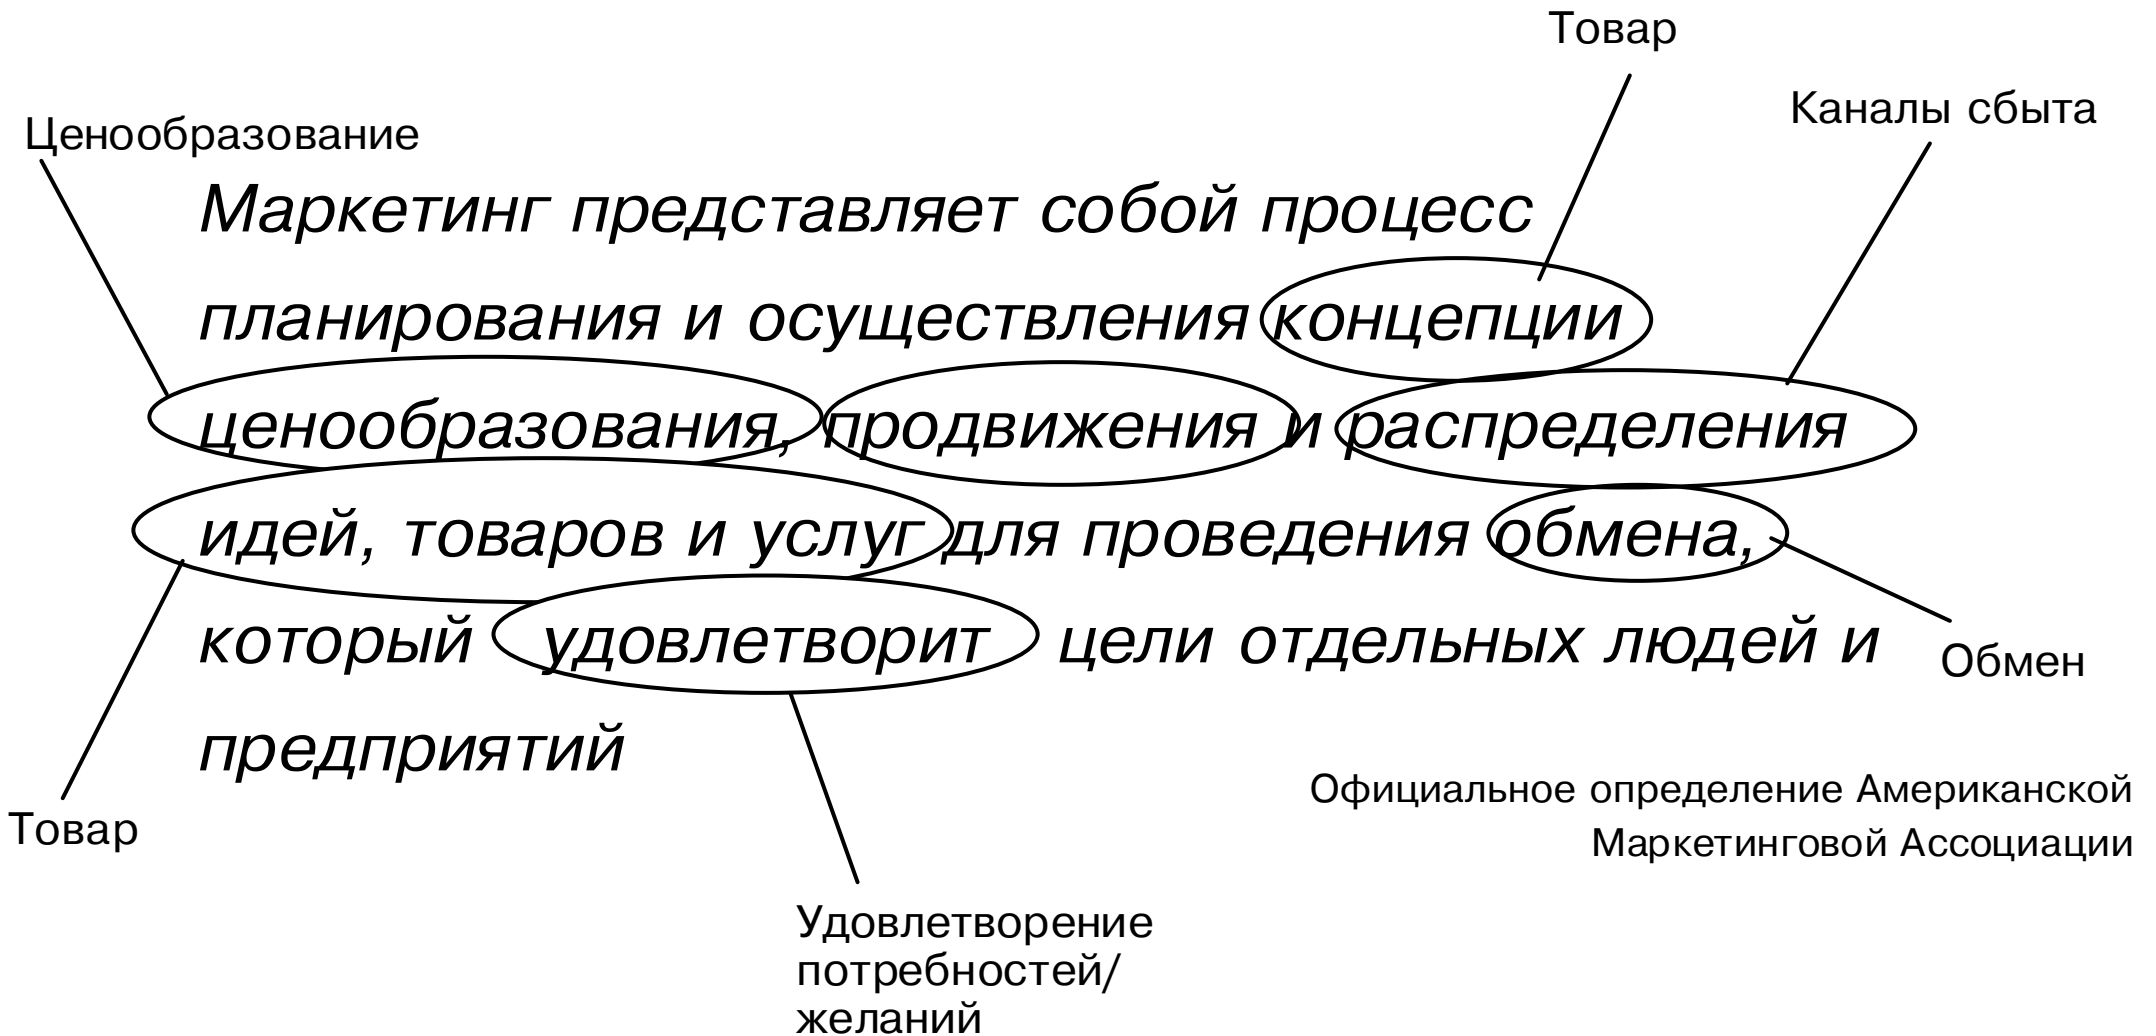 Товар
Каналы сбыта
Ценообразование
Маркетинг представляет собой процесс
планирования и осуществления концепции
ценообразования, продвижения и распределения
идей, товаров и услуг для проведения обмена,
который удовлетворит цели отдельных людей и
предприятий
Обмен
Официальное определение Американской
Маркетинговой Ассоциации
Товар
Удовлетворение
потребностей/
желаний